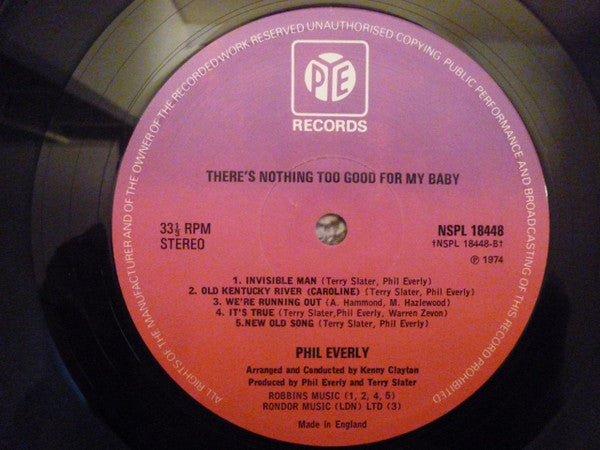 ALL RIGHTS OF THE MANUFACTURER AND OF THE OWNER OF THE RECORDED WORK RESERVED UNAUTHORISED COPYING, PUBLIC PERFORMANCE AND BROADCASTING OF THIS RECORD PROHIBITED
PYE
RECORDS
THERE'S NOTHING TOO GOOD FOR MY BABY
33⅓ RPM
STEREO
NSPL 18448
†NSPL 18448-B†
℗ 1974
1. INVISIBLE MAN (Terry Slater, Phil Everly)
2. OLD KENTUCKY RIVER (CAROLINE) (Terry Slater, Phil Everly)
3. WE'RE RUNNING OUT (A. Hammond, M. Hazlewood)
4. IT'S TRUE (Terry Slater,Phil Everly, Warren Zevon)
5.NEW OLD SONG (Terry Slater, Phil Everly)
PHIL EVERLY
Arranged and Conducted by Kenny Clayton
Produced by Phil Everly and Terry Slater
ROBBINS MUSIC (1, 2, 4, 5)
RONDOR MUSIC (LDN) LTD (3)
Made in England